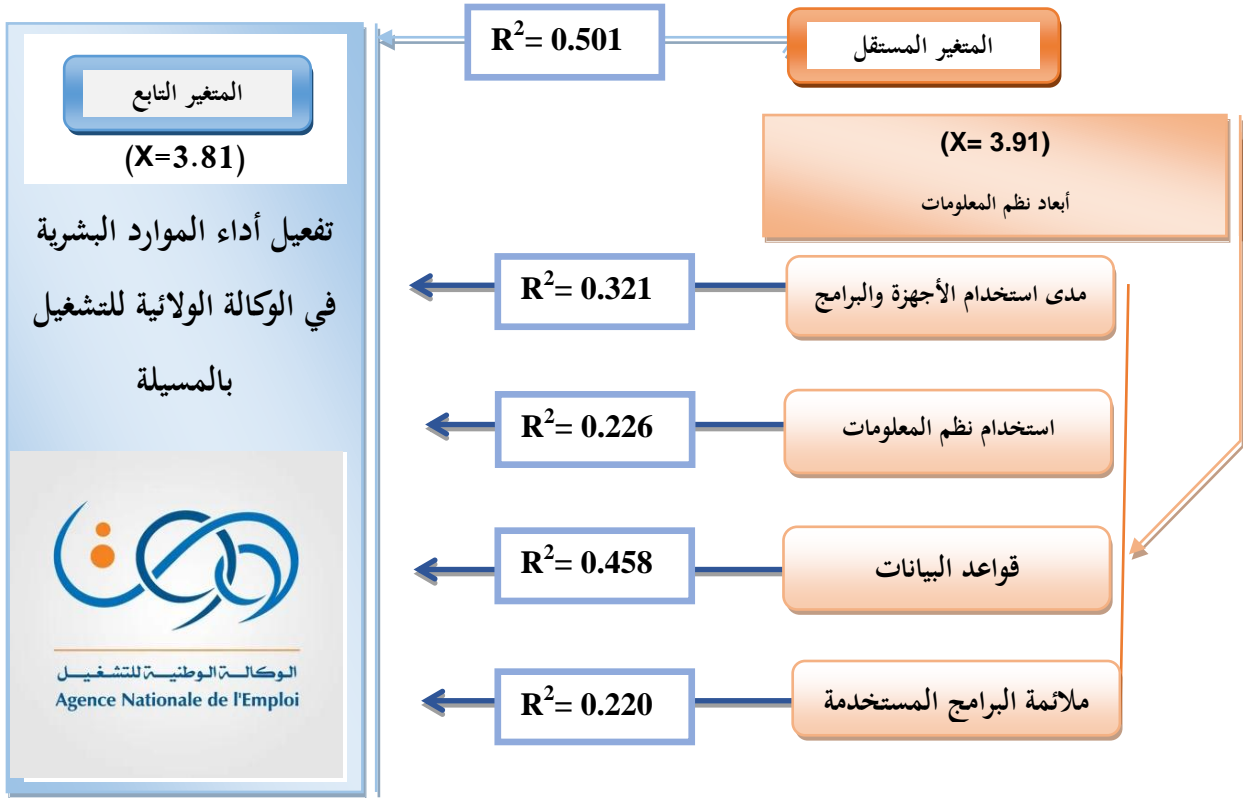 المتغير المستقل
R²= 0.501
المتغير التابع
(X=3.81)
تفعيل أداء الموارد البشرية
في الوكالة الولائية للتشغيل
بالمسيلة
(X= 3.91)
أبعاد نظم المعلومات
مدى استخدام الأجهزة والبرامج
R²= 0.321
استخدام نظم المعلومات
R²= 0.226
قواعد البيانات
R²= 0.458
ملائمة البرامج المستخدمة
R²= 0.220
الوكالة الوطنية للتشغيل
Agence Nationale de l'Emploi